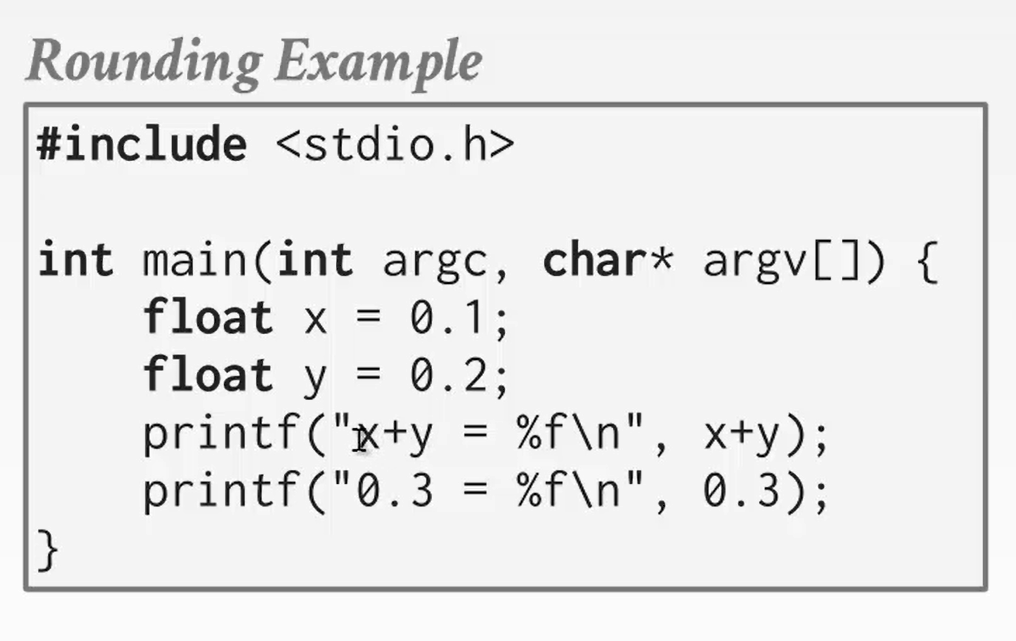 Rounding Example
#include <stdio.h>
int main(int argc, char* argv[]) {
    float x = 0.1;
    float y = 0.2;
    printf("x+y = %f\n", x+y);
    printf("0.3 = %f\n", 0.3);
}